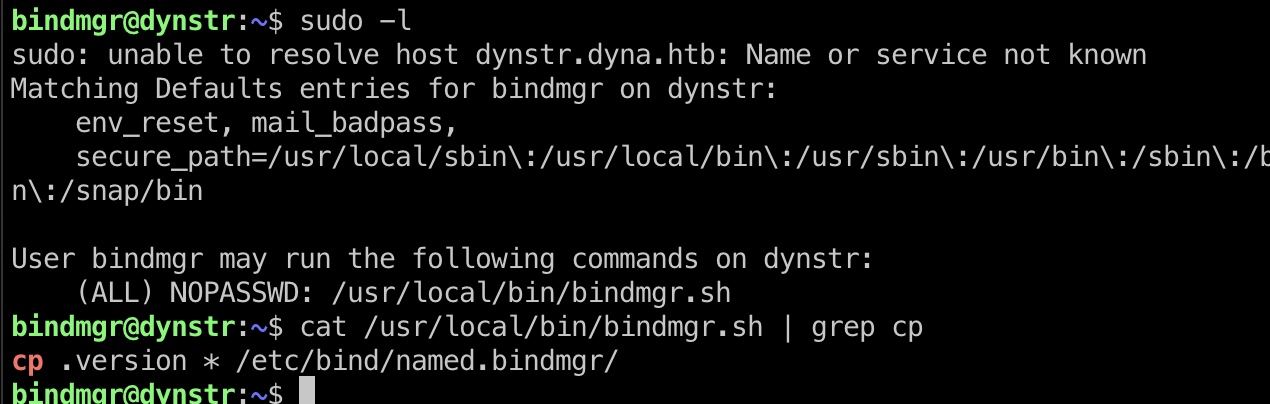 bindmgr@dynstr:~$ sudo -l
sudo: unable to resolve host dynstr.dyna.htb: Name or service not known
Matching Defaults entries for bindmgr on dynstr:
    env_reset, mail_badpass,
    secure_path=/usr/local/sbin\:/usr/local/bin\:/usr/sbin\:/usr/bin\:/sbin\:/b
n\:/snap/bin

User bindmgr may run the following commands on dynstr:
    (ALL) NOPASSWD: /usr/local/bin/bindmgr.sh
bindmgr@dynstr:~$ cat /usr/local/bin/bindmgr.sh | grep cp
cp .version * /etc/bind/named.bindmgr/
bindmgr@dynstr:~$